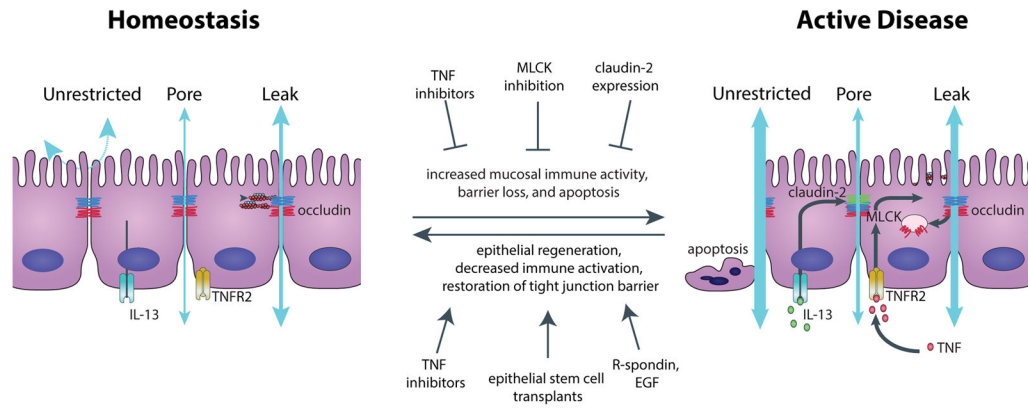 Homeostasis
Unrestricted
Pore
Leak
occludin
IL-13
TNFR2
TNF
inhibitors
MLCK
inhibition
claudin-2
expression
increased mucosal immune activity,
barrier loss, and apoptosis
epithelial regeneration,
decreased immune activation,
restoration of tight junction barrier
TNF
inhibitors
epithelial stem cell
transplants
R-spondin,
EGF
Active Disease
Unrestricted
Pore
Leak
claudin-2
MLCK
occludin
apoptosis
IL-13
TNFR2
TNF